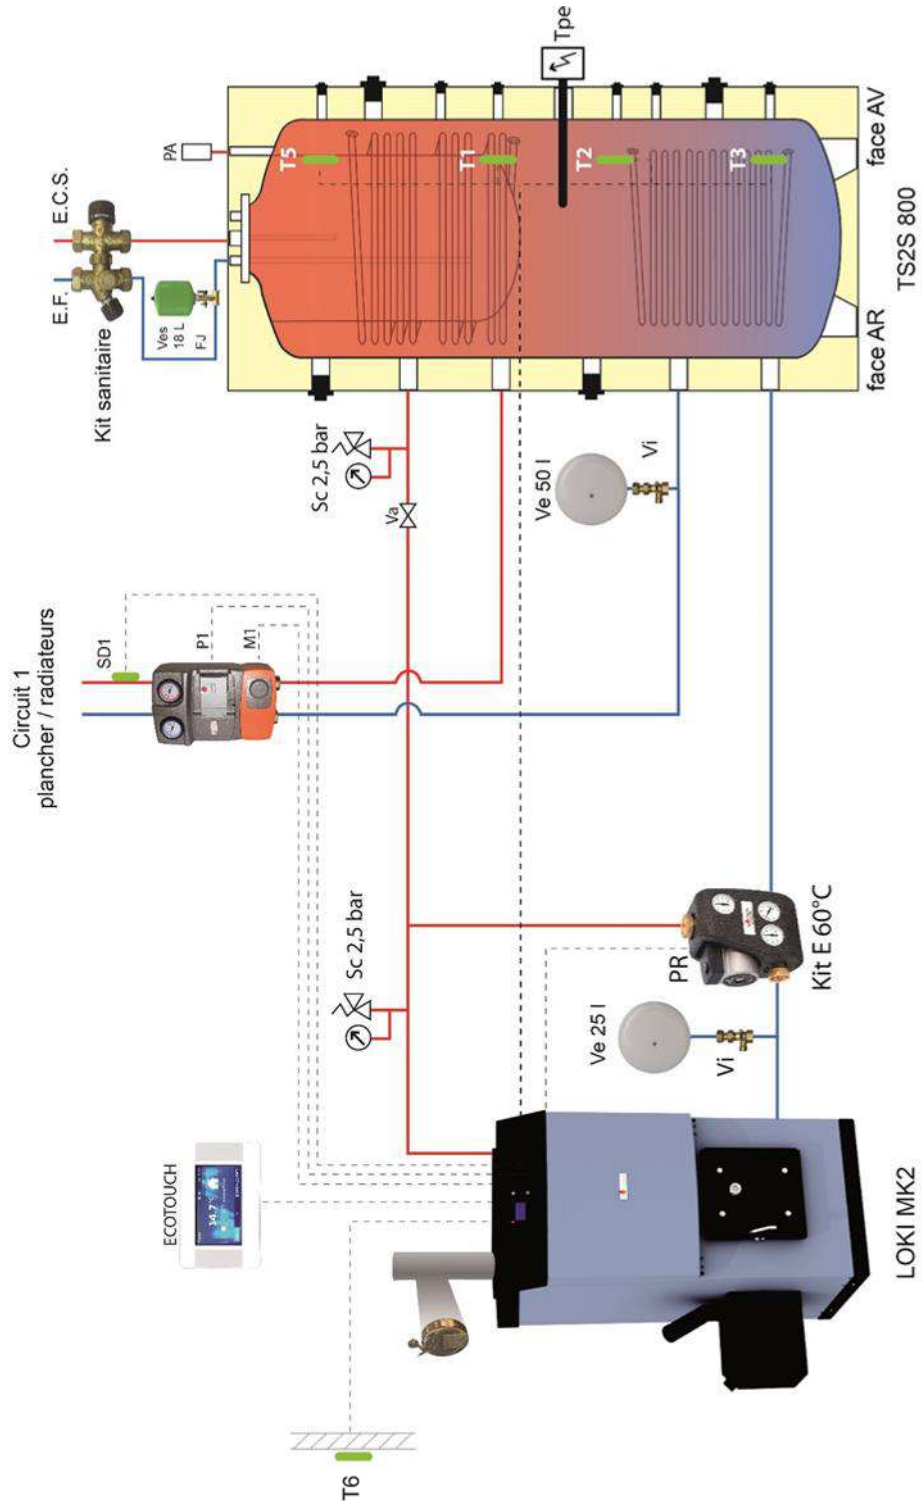 Circuit 1
plancher / radiateurs
SD1
P1
M1
E.F.
E.C.S.
Kit sanitaire
Ves
18 L
FJ
PA
ECOTOUCH
14.7°
T6
Sc 2,5 bar
Sc 2,5 bar
Va
T5
T1
T2
T3
Tpe
Ve 50 l
Vi
Ve 25 l
Vi
PR
Kit E 60°C
LOKI MK2
face AR
face AV
TS2S 800